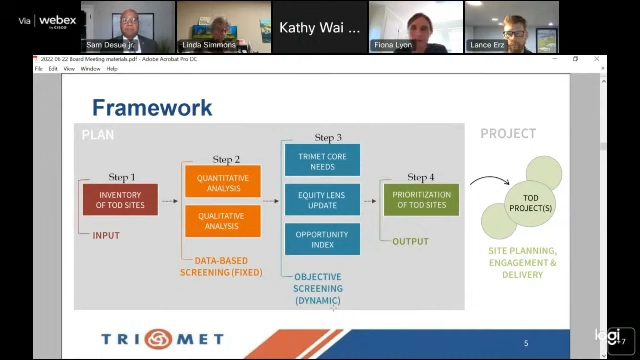 Via webex
BY CISCO
Sam Desue jr.
Linda Simmons
Kathy Wai ...
Fiona Lyon
Lance Erz
2022 06 22 Board Meeting materials.pdf - Adobe Acrobat Pro DC
File Edit View Window Help
Framework
PLAN
Step 1
INVENTORY
OF TOD SITES
INPUT
Step 2
QUANTITATIVE
ANALYSIS
QUALITATIVE
ANALYSIS
DATA-BASED
SCREENING (FIXED)
Step 3
TRIMET CORE
NEEDS
EQUITY LENS
UPDATE
OPPORTUNITY
INDEX
OBJECTIVE
SCREENING
(DYNAMIC)
Step 4
PRIORITIZATION
OF TOD SITES
OUTPUT
PROJECT
TOD
PROJECT(S)
SITE PLANNING,
ENGAGEMENT &
DELIVERY
TRIMET
5
legi
+7